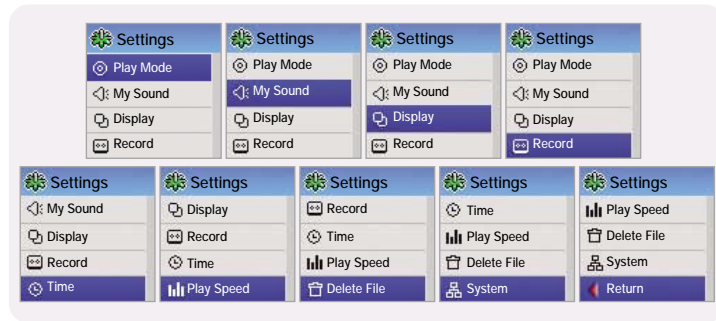 Settings
Play Mode
My Sound
Display
Record
Settings
Play Mode
My Sound
Display
Record
Settings
Play Mode
My Sound
Display
Record
Settings
Play Mode
My Sound
Display
Record
Settings
My Sound
Display
Record
Time
Settings
Display
Record
Time
Play Speed
Settings
Record
Time
Play Speed
Delete File
Settings
Time
Play Speed
Delete File
System
Settings
Play Speed
Delete File
System
Return